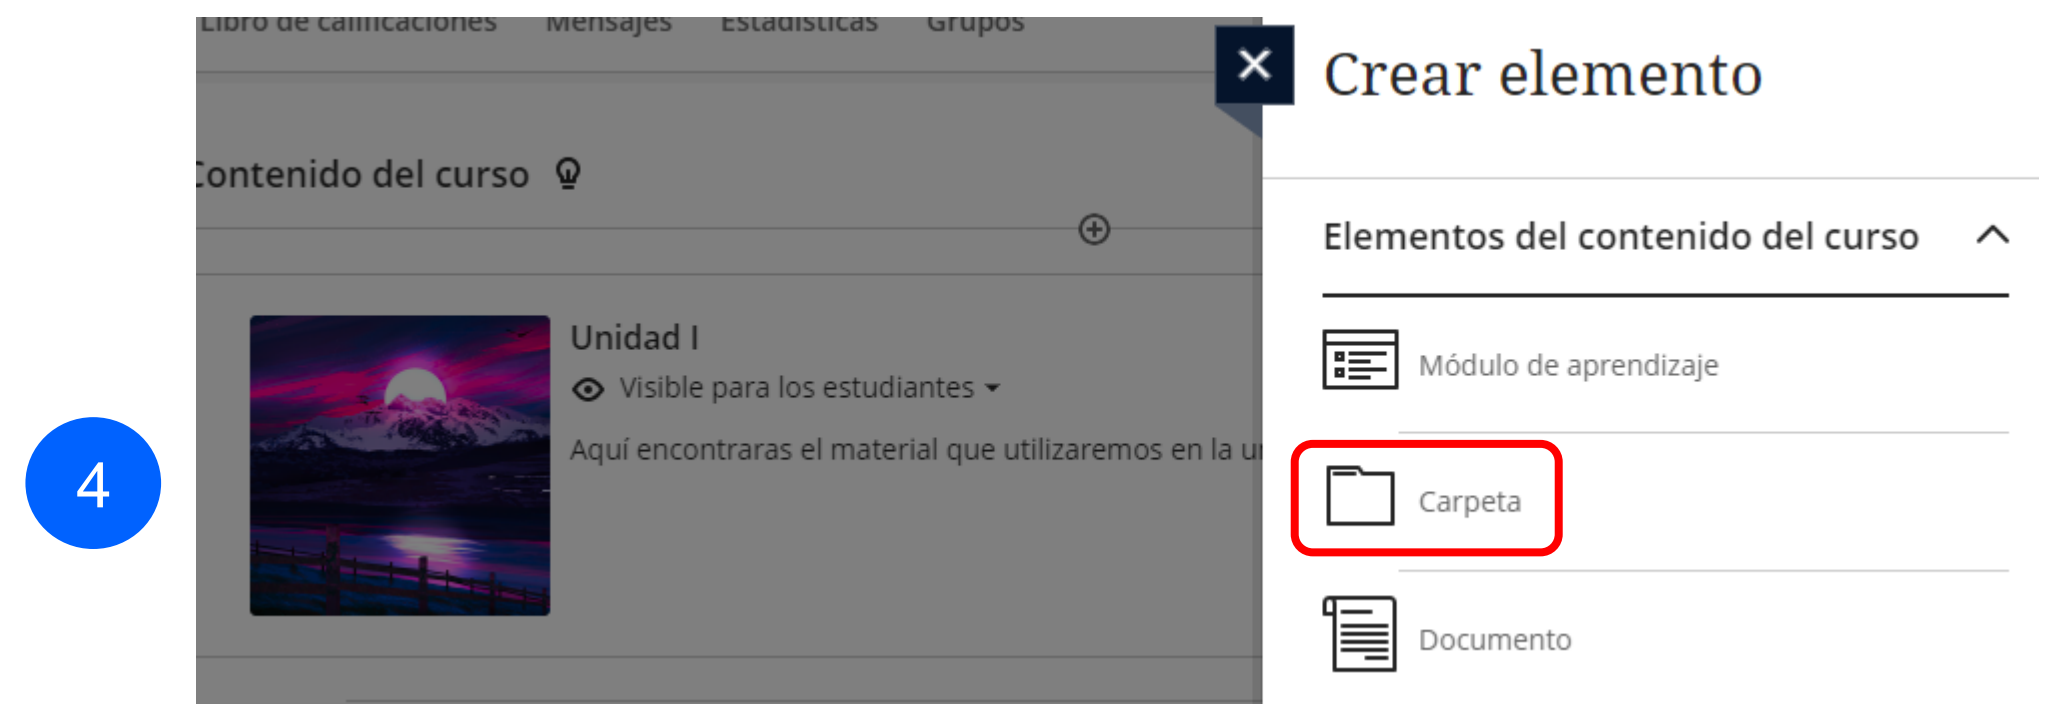 Libro de calificaciones Mensajes Estadísticas Grupos
Contenido del curso
Unidad I
Visible para los estudiantes
Aquí encontraras el material que utilizaremos en la
4
Crear elemento
Elementos del contenido del curso
Módulo de aprendizaje
Carpeta
Documento